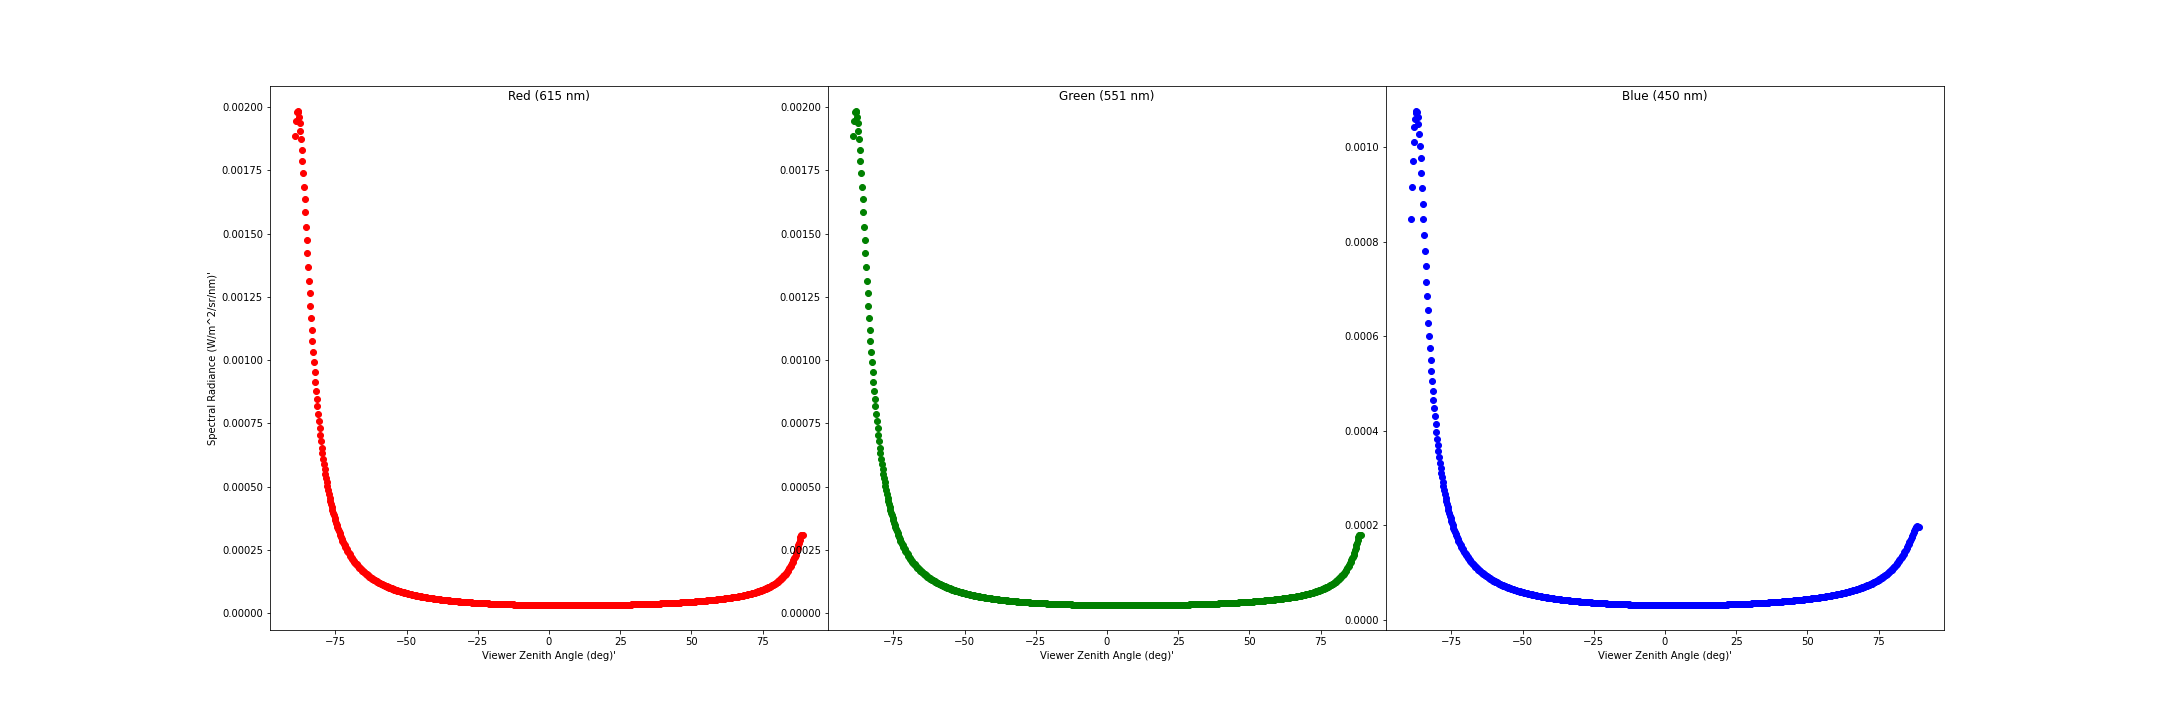 Red (615 nm)
Green (551 nm)
Blue (450 nm)
Spectral Radiance (W/m^2/sr/nm)'
0.00200
0.00175
0.00150
0.00125
0.00100
0.00075
0.00050
0.00025
0.00000
−75 −50 −25 0 25 50 75
Viewer Zenith Angle (deg)'
0.00200
0.00175
0.00150
0.00125
0.00100
0.00075
0.00050
0.00025
0.00000
−75 −50 −25 0 25 50 75
Viewer Zenith Angle (deg)'
0.0010
0.0008
0.0006
0.0004
0.0002
0.0000
−75 −50 −25 0 25 50 75
Viewer Zenith Angle (deg)'